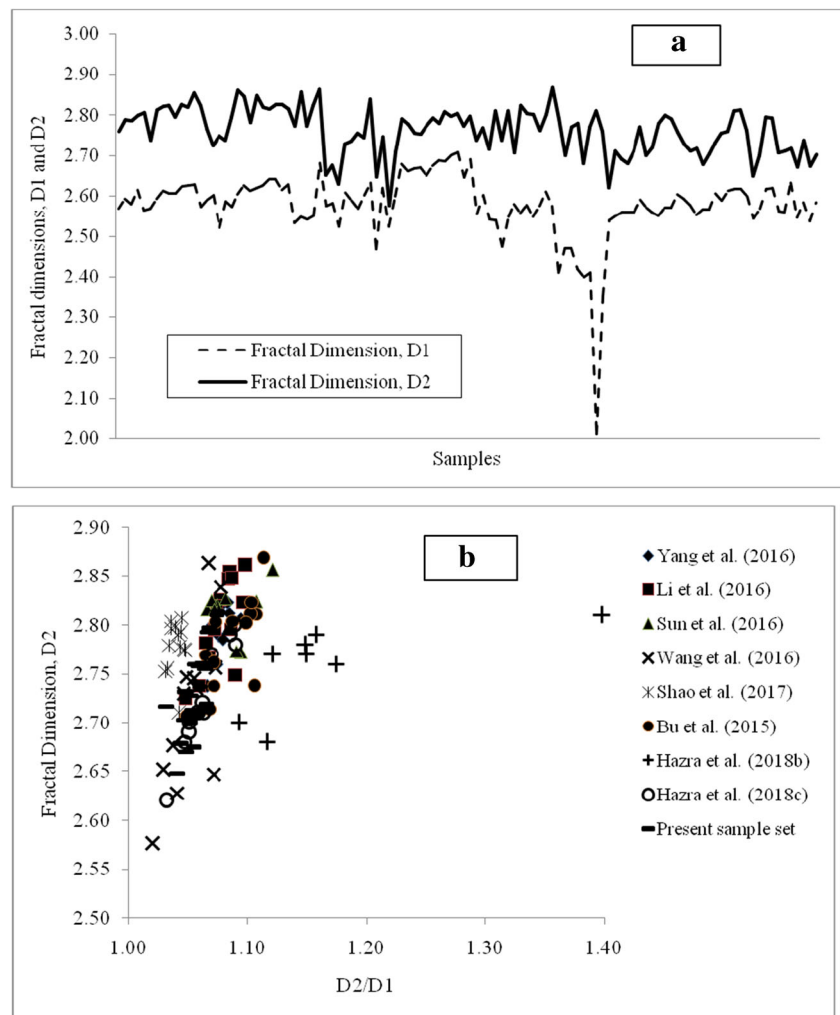 a
3.00
2.90
2.80
2.70
2.60
2.50
2.40
2.30
2.20
2.10
2.00
Fractal dimensions, D1 and D2
Fractal Dimension, D1
Fractal Dimension, D2
Samples
b
2.90
2.85
2.80
2.75
2.70
2.65
2.60
2.55
2.50
Fractal Dimension, D2
1.00 1.10 1.20 1.30 1.40
D2/D1
Yang et al. (2016)
Li et al. (2016)
Sun et al. (2016)
Wang et al. (2016)
Shao et al. (2017)
Bu et al. (2015)
Hazra et al. (2018b)
Hazra et al. (2018c)
Present sample set